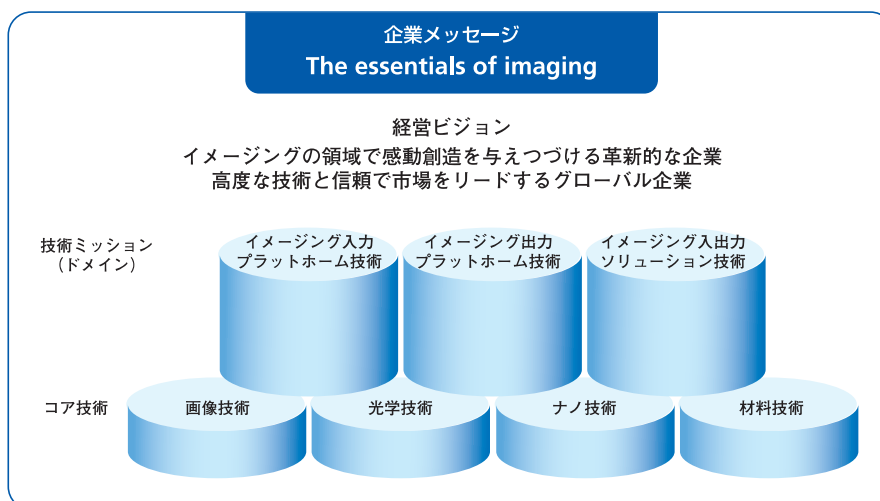 企業メッセージ
The essentials of imaging
経営ビジョン
イメージングの領域で感動創造を与えつづける革新的な企業
高度な技術と信頼で市場をリードするグローバル企業
技術ミッション
（ドメイン）
イメージング入力
プラットホーム技術
イメージング出力
プラットホーム技術
イメージング入出力
ソリューション技術
コア技術
画像技術
光学技術
ナノ技術
材料技術